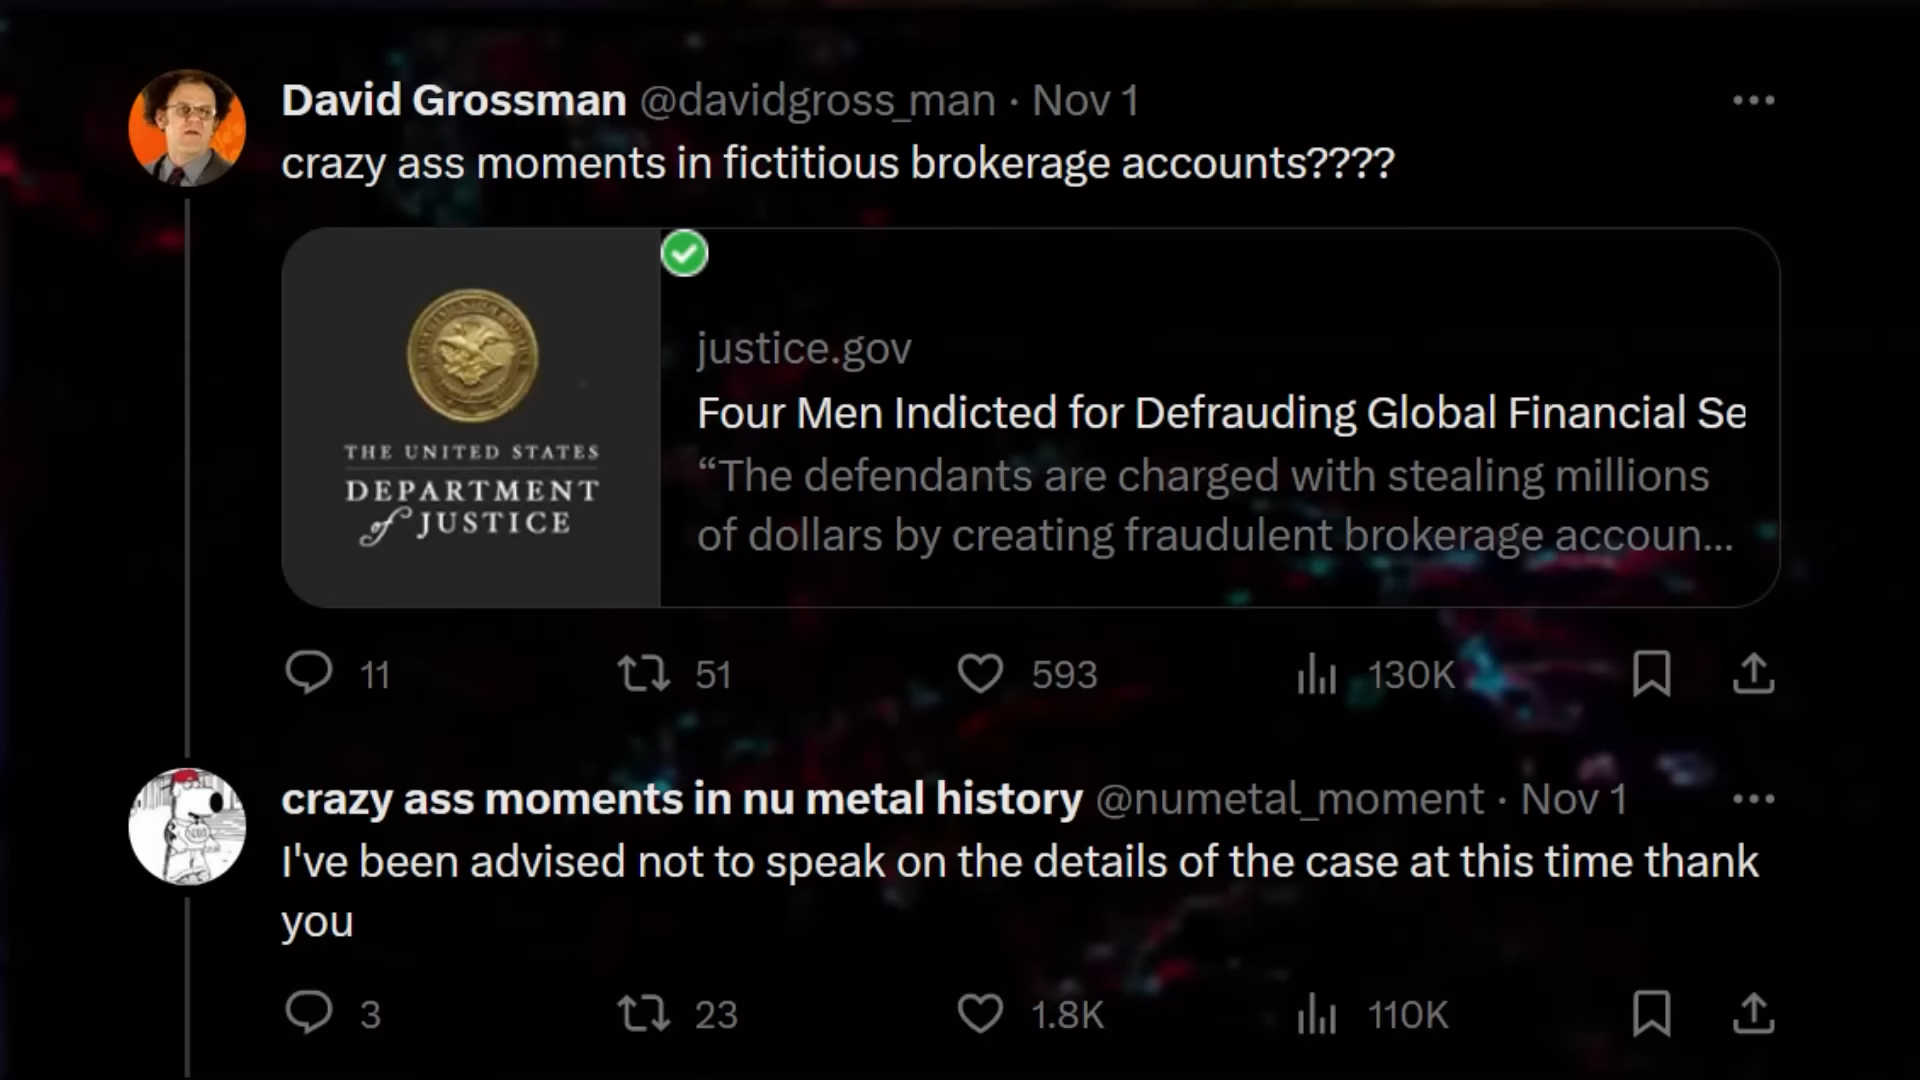 David Grossman @davidgross_man · Nov 1
crazy ass moments in fictitious brokerage accounts????
THE UNITED STATES
DEPARTMENT
of JUSTICE
justice.gov
Four Men Indicted for Defrauding Global Financial Se
“The defendants are charged with stealing millions
of dollars by creating fraudulent brokerage accoun...
11 51 593 130K
crazy ass moments in nu metal history @numetal_moment · Nov 1
I've been advised not to speak on the details of the case at this time thank
you
3 23 1.8K 110K